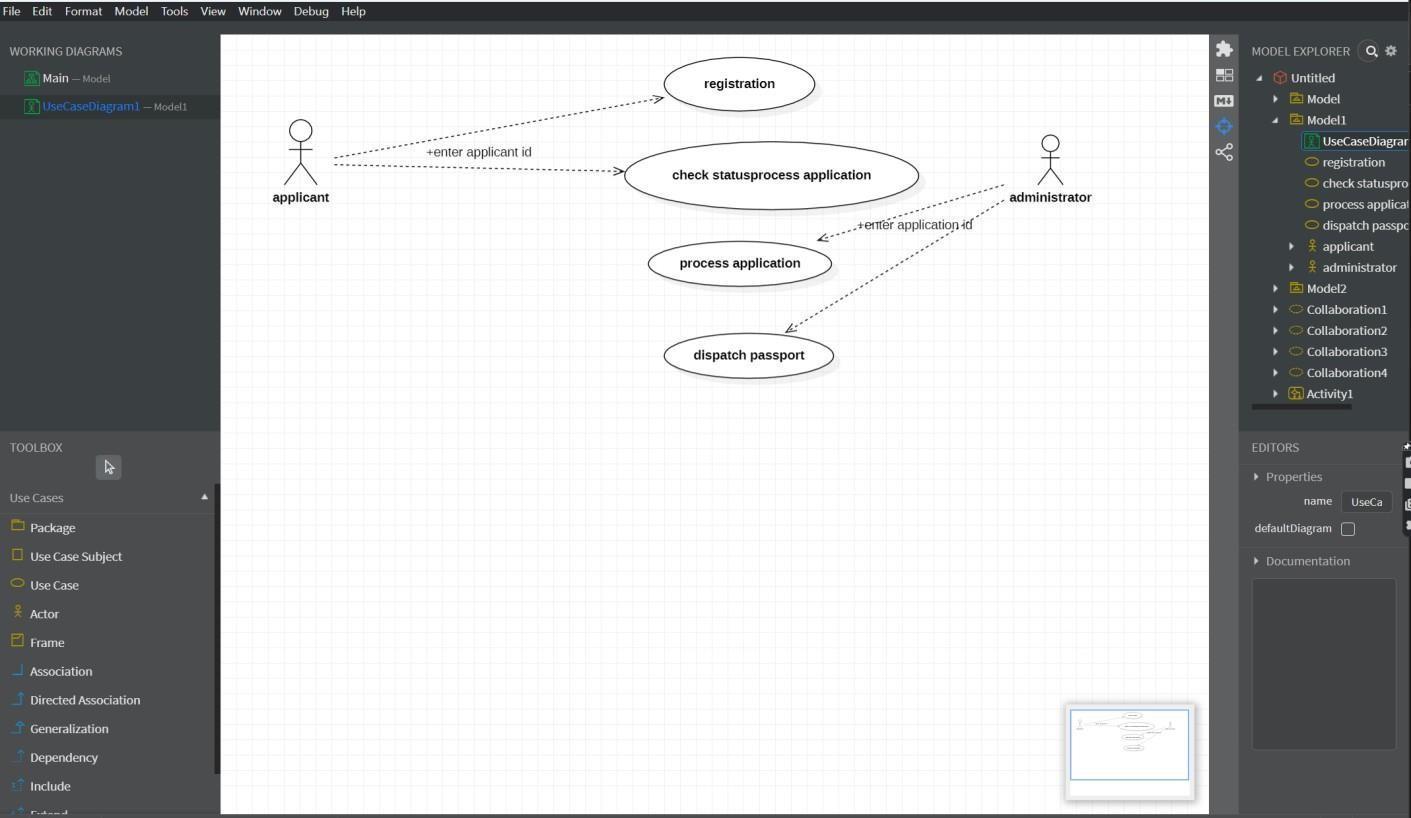 File Edit Format Model Tools View Window Debug Help
WORKING DIAGRAMS
Main — Model
UseCaseDiagram1 — Model1
TOOLBOX
Use Cases
Package
Use Case Subject
Use Case
Actor
Frame
Association
Directed Association
Generalization
Dependency
Include
Extend
registration
+enter applicant id
applicant
check statusprocess application
administrator
+enter application id
process application
dispatch passport
M↓
MODEL EXPLORER
Untitled
Model
Model1
UseCaseDiagrar
registration
check statuspro
process applicat
dispatch passpc
applicant
administrator
Model2
Collaboration1
Collaboration2
Collaboration3
Collaboration4
Activity1
EDITORS
Properties
name UseCa
defaultDiagram
Documentation